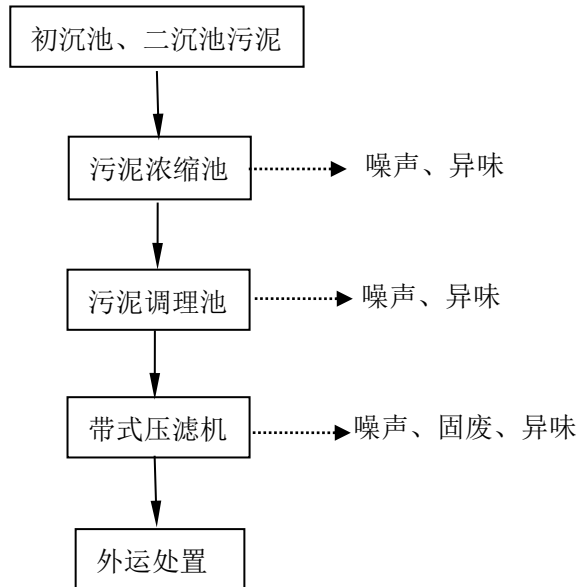 初沉池、二沉池污泥
污泥浓缩池
噪声、异味
污泥调理池
噪声、异味
带式压滤机
噪声、固废、异味
外运处置